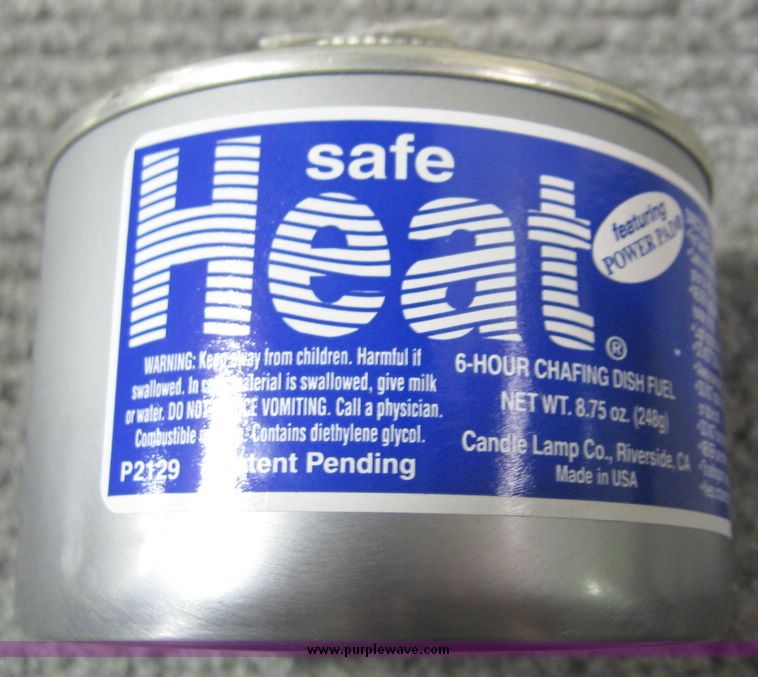 safe
Heat®
featuring
POWER PAD®
WARNING: Keep away from children. Harmful if
swallowed. In material is swallowed, give milk
or water. DO NOT VOMITING. Call a physician.
Combustible Contains diethylene glycol.
P2129 Patent Pending
6-HOUR CHAFING DISH FUEL
NET WT. 8.75 oz. (248g)
Candle Lamp Co., Riverside, CA
Made in USA
www.purplewave.com